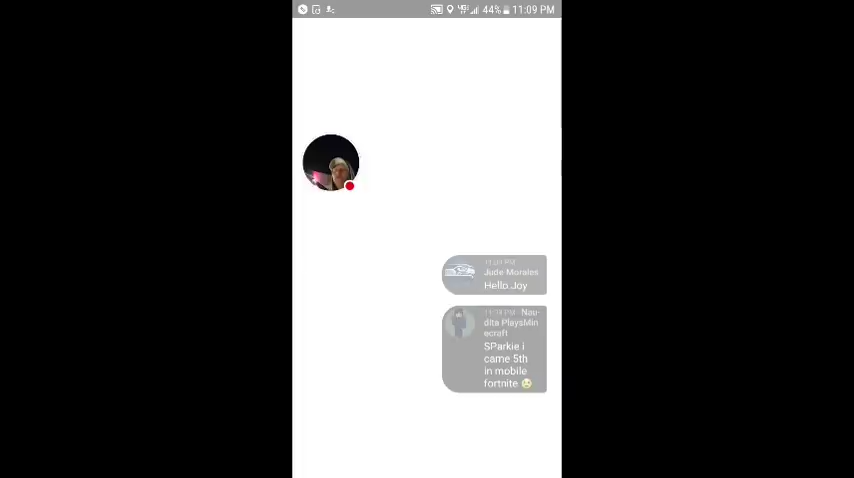 44% 11:09 PM
Jude Morales
Hello Joy
Nau-
dita PlaysMin
ecraft
SParkie i
came 5th
in mobile
fortnite 😢